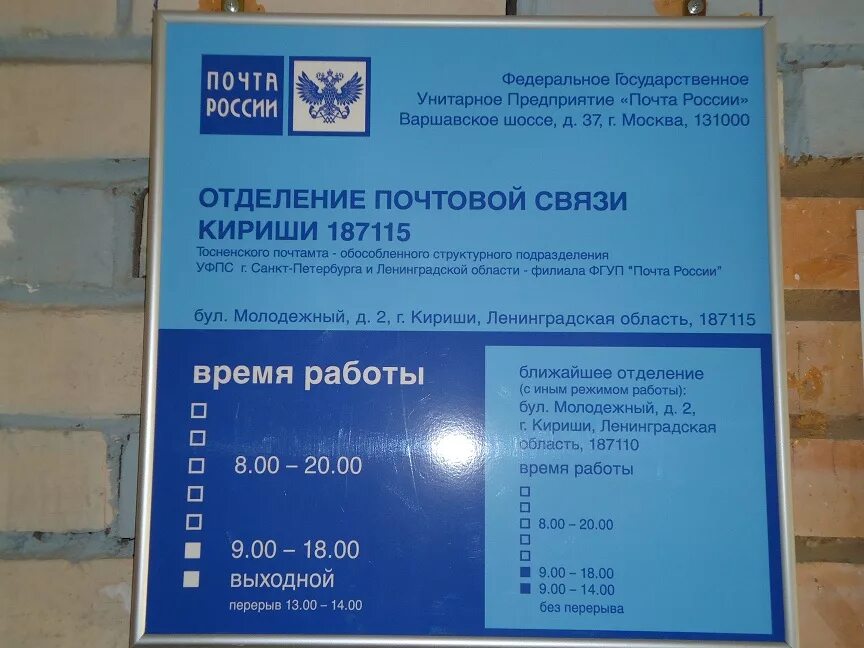 ПОЧТА
РОССИИ
Федеральное Государственное
Унитарное Предприятие «Почта России»
Варшавское шоссе, д. 37, г. Москва, 131000
ОТДЕЛЕНИЕ ПОЧТОВОЙ СВЯЗИ
КИРИШИ 187115
Тосненского почтамта - обособленного структурного подразделения
УФПС г. Санкт-Петербурга и Ленинградской области - филиала ФГУП "Почта России"
бул. Молодежный, д. 2, г. Кириши, Ленинградская область, 187115
время работы
8.00 – 20.00
9.00 – 18.00
выходной
перерыв 13.00 – 14.00
ближайшее отделение
(с иным режимом работы):
бул. Молодежный, д. 2,
г. Кириши, Ленинградская
область, 187110
время работы
8.00 – 20.00
9.00 – 18.00
9.00 – 14.00
без перерыва